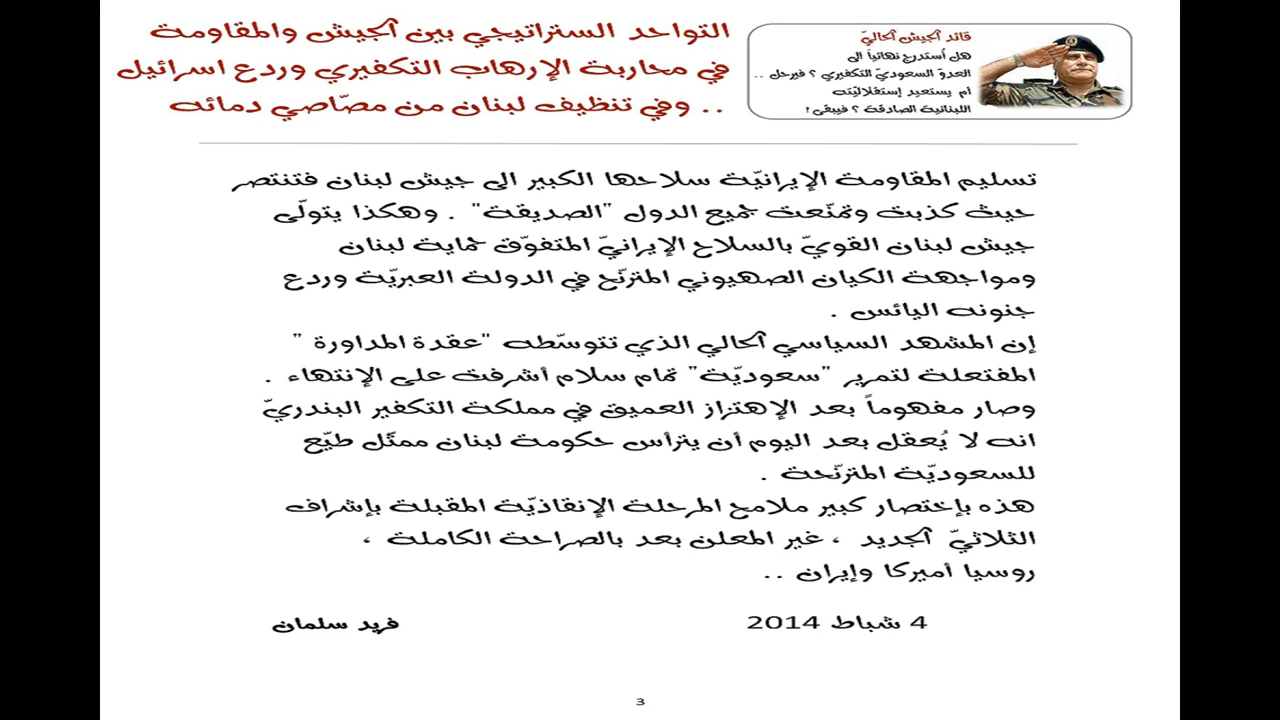 قائد الجيش الحاليّ
هل أستدرج نهائياً الى
العدوّ السعوديّ التكفيري ؟ فيرحل ..
ام يستعيد إستقلاليّته
اللبنانية الصادقة ؟ فيبقى !
التواحد الستراتيجي بين الجيش والمقاومة
في محاربة الإرهاب التكفيري وردع اسرائيل
.. وفي تنظيف لبنان من مصّاصي دمائه
تسليم المقاومة الإيرانيّة سلاحها الكبير الى جيش لبنان فتنتصر
حيث كذبت وتمنّعت جميع الدول "الصديقة" . وهكذا يتولّى
جيش لبنان القويّ بالسلاح الإيرانيّ المتفوّق حماية لبنان
ومواجهة الكيان الصهيوني المترنّح في الدولة العبريّة وردع
جنونه اليائس .
إن المشهد السياسي الحالي الذي تتوسّطه "عقدة المداورة "
المفتعلة لتمرير "سعوديّة" تمام سلام أشرفت على الإنتهاء .
وصار مفهوماً بعد الإهتزاز العميق في مملكة التكفير البندريّ
انه لا يُعقل بعد اليوم أن يترأس حكومة لبنان ممثّل طيّع
للسعوديّة المترنّحة .
هذه بإختصار كبير ملامح المرحلة الإنقاذيّة المقبلة بإشراف
الثلاثيّ الجديد ، غير المعلن بعد بالصراحة الكاملة ،
روسيا أميركا وإيران ..
4 شباط 2014
فريد سلمان
3